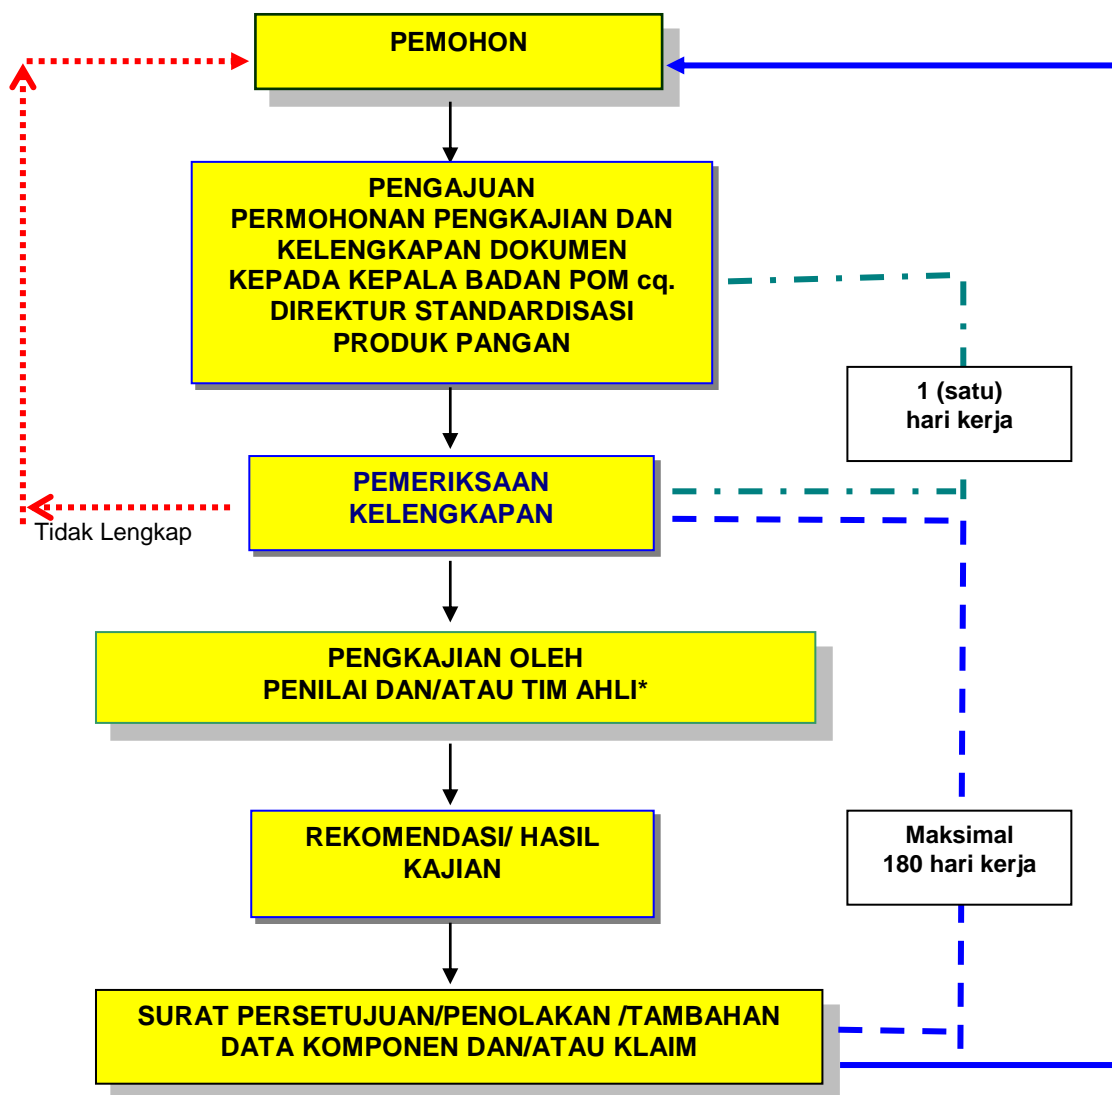 PEMOHON
PENGAJUAN
PERMOHONAN PENGKAJIAN DAN
KELENGKAPAN DOKUMEN
KEPADA KEPALA BADAN POM cq.
DIREKTUR STANDARDISASI
PRODUK PANGAN
1 (satu)
hari kerja
PEMERIKSAAN
KELENGKAPAN
Tidak Lengkap
PENGKAJIAN OLEH
PENILAI DAN/ATAU TIM AHLI*
REKOMENDASI/ HASIL
KAJIAN
Maksimal
180 hari kerja
SURAT PERSETUJUAN/PENOLAKAN /TAMBAHAN
DATA KOMPONEN DAN/ATAU KLAIM